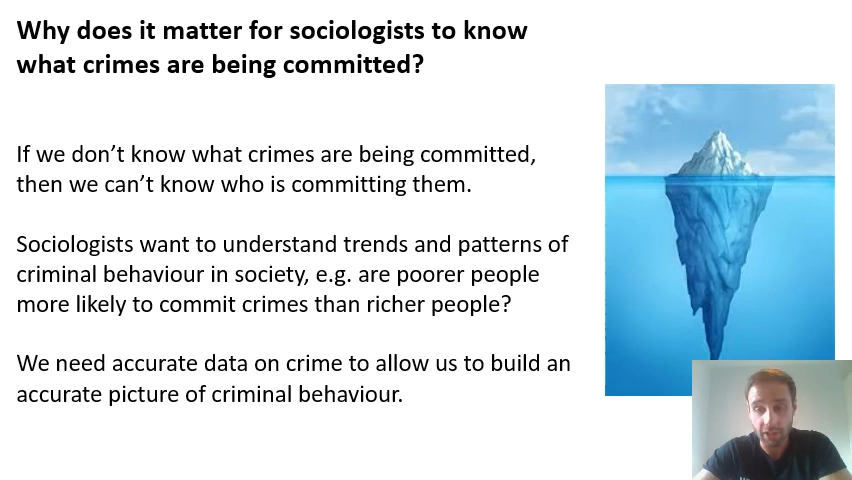 Why does it matter for sociologists to know
what crimes are being committed?
If we don’t know what crimes are being committed,
then we can’t know who is committing them.
Sociologists want to understand trends and patterns of
criminal behaviour in society, e.g. are poorer people
more likely to commit crimes than richer people?
We need accurate data on crime to allow us to build an
accurate picture of criminal behaviour.